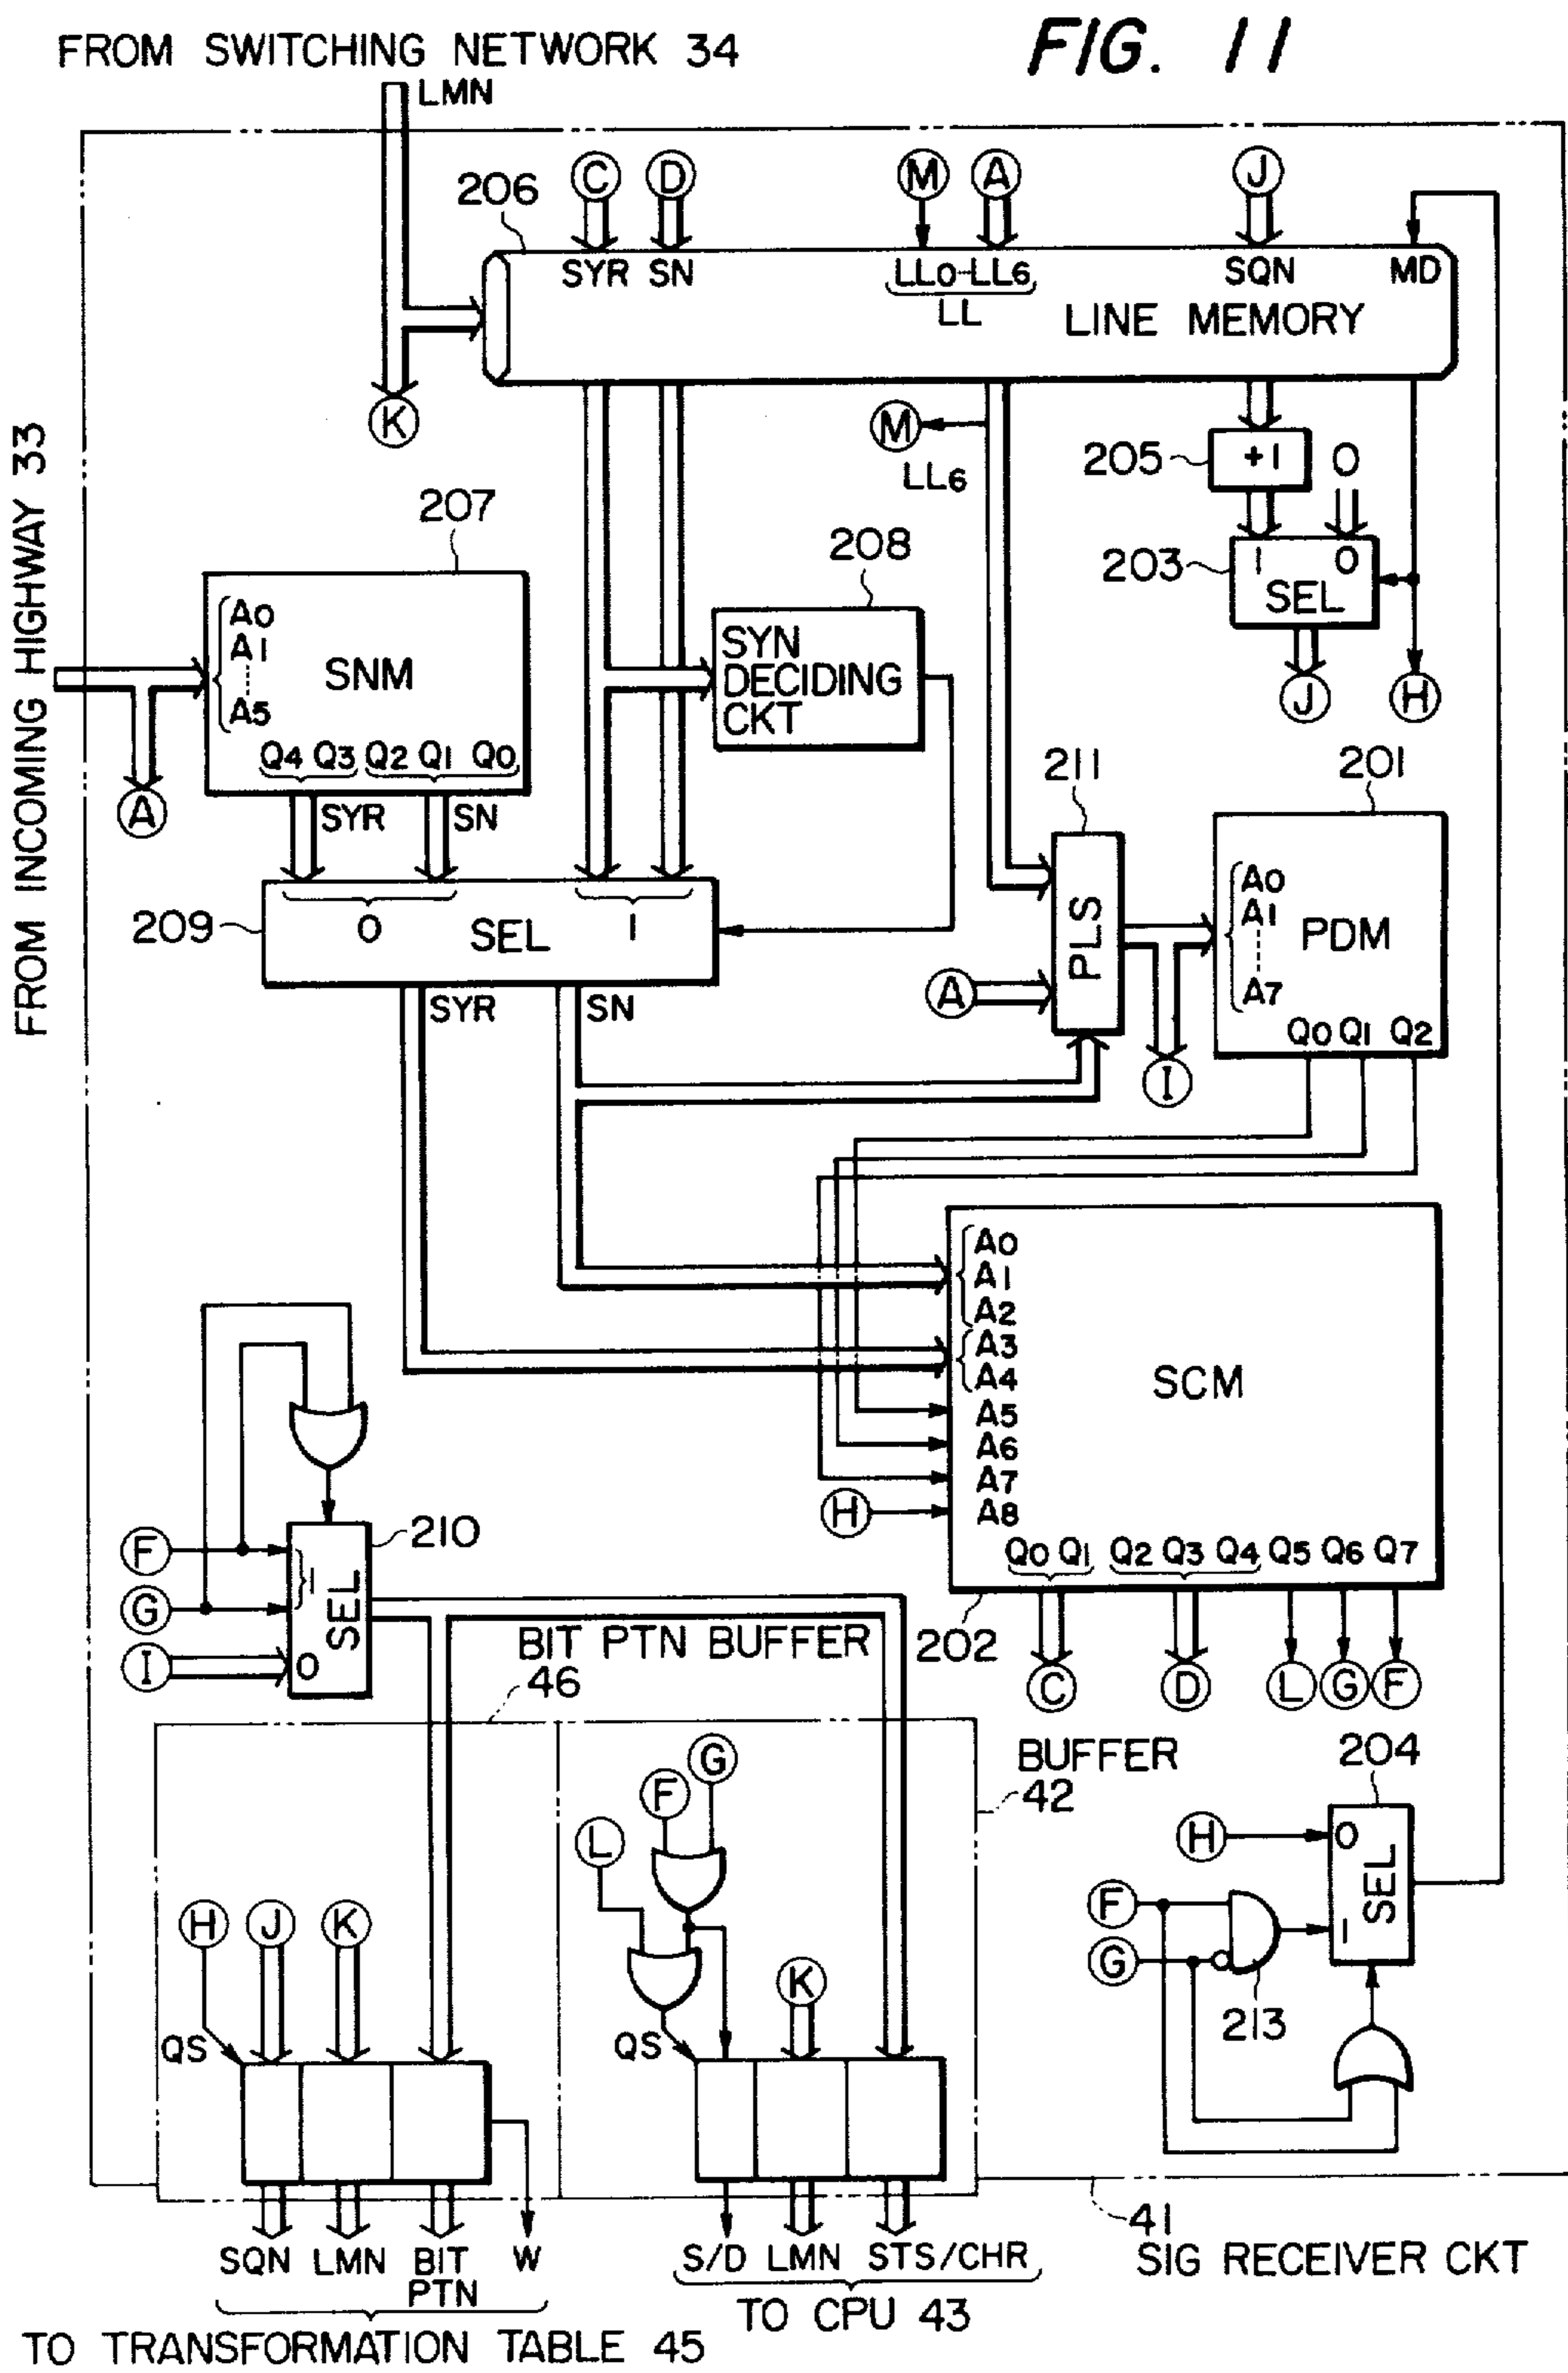 FROM SWITCHING NETWORK 34
FIG. 11
LMN
206
C
D
M
A
J
SYR SN
LL0-LL6
SQN
MD
LL
LINE MEMORY
K
M
LL6
205
+1
0
FROM INCOMING HIGHWAY 33
207
208
203
1
0
SEL
A0
A1
A5
SNM
SYN
DECIDING
CKT
J
H
Q4 Q3 Q2 Q1 Q0
A
SYR
SN
211
201
209
0
SEL
1
PLS
A0
A1
A7
PDM
A
SYR
SN
Q0 Q1 Q2
I
A0
A1
A2
A3
A4
A5
A6
A7
A8
SCM
H
F
G
I
210
1
0
SEL
Q0 Q1 Q2 Q3 Q4 Q5 Q6 Q7
BIT PTN BUFFER
46
202
C
D
L
G
F
BUFFER
42
204
G
F
L
H
0
SEL
1
F
G
213
H
J
K
K
QS
QS
41
SQN
LMN
BIT
PTN
W
S/D
LMN
STS/CHR
SIG RECEIVER CKT
TO CPU 43
TO TRANSFORMATION TABLE 45